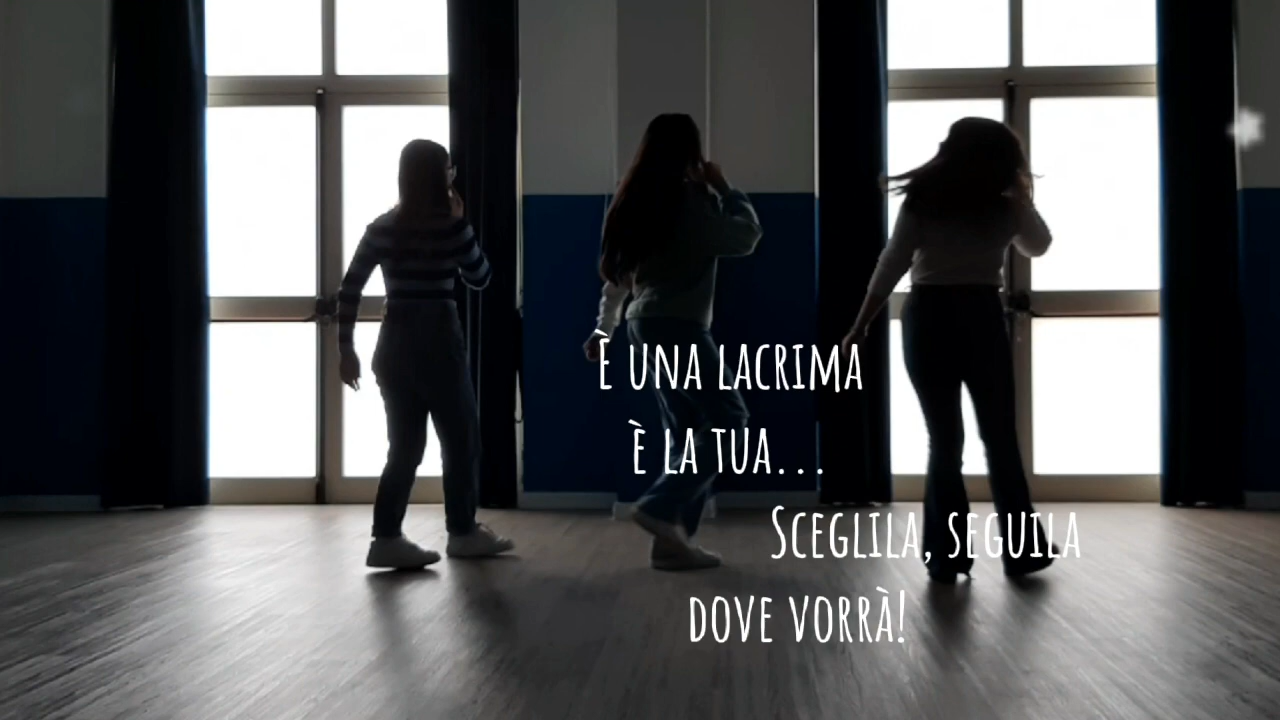 È UNA LACRIMA
È LA TUA...
SCEGLILA, SEGUILA
DOVE VORRÀ!